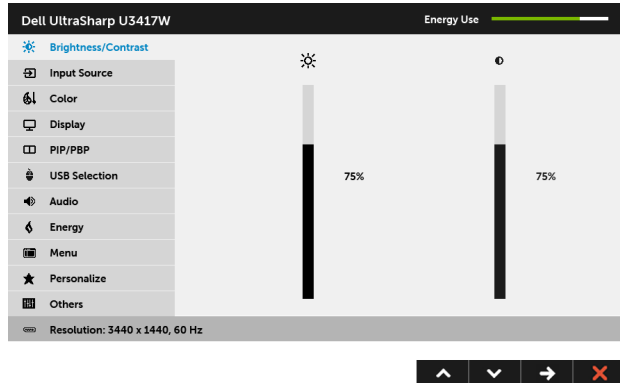 Dell UltraSharp U3417W Energy Use
Brightness/Contrast
Input Source
Color
Display
PIP/PBP
USB Selection 75% 75%
Audio
Energy
Menu
Personalize
Others
Resolution: 3440 x 1440, 60 Hz